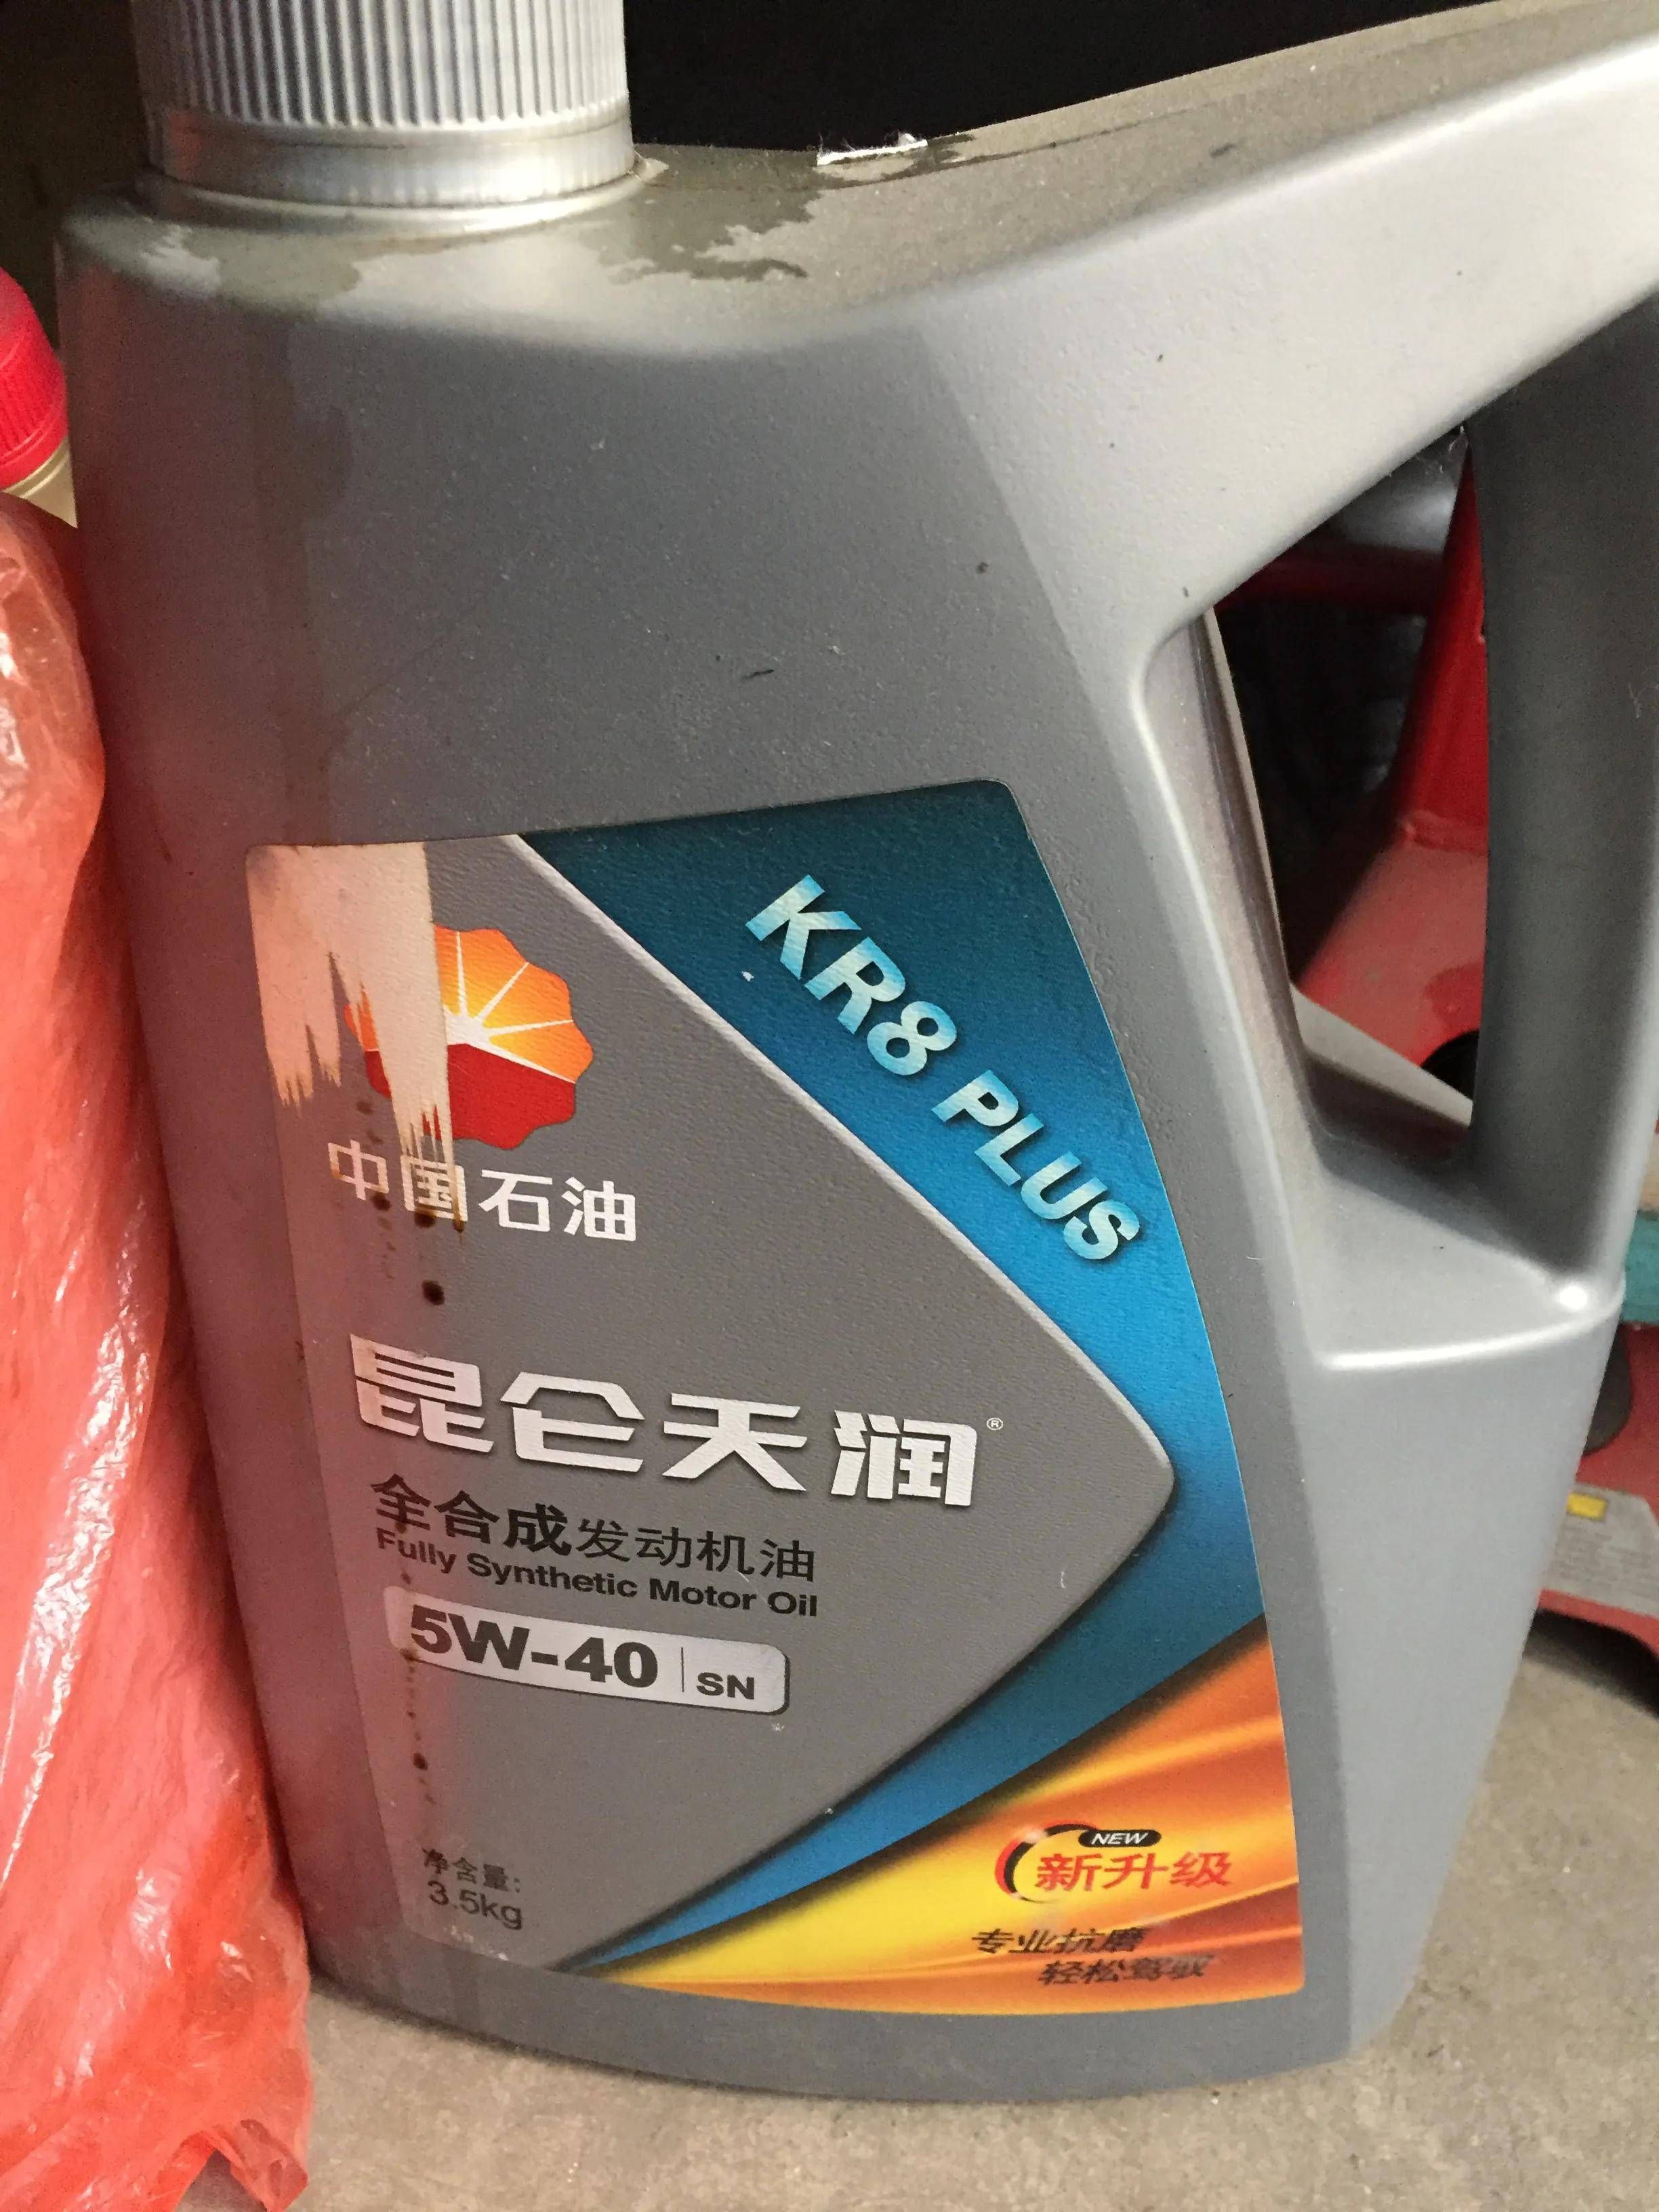 KR8 PLUS
中国石油
昆仑天润®
全合成发动机油
Fully Synthetic Motor Oil
5W-40 SN
净含量:
3.5kg
NEW
新升级
专业抗磨
轻松驾驭